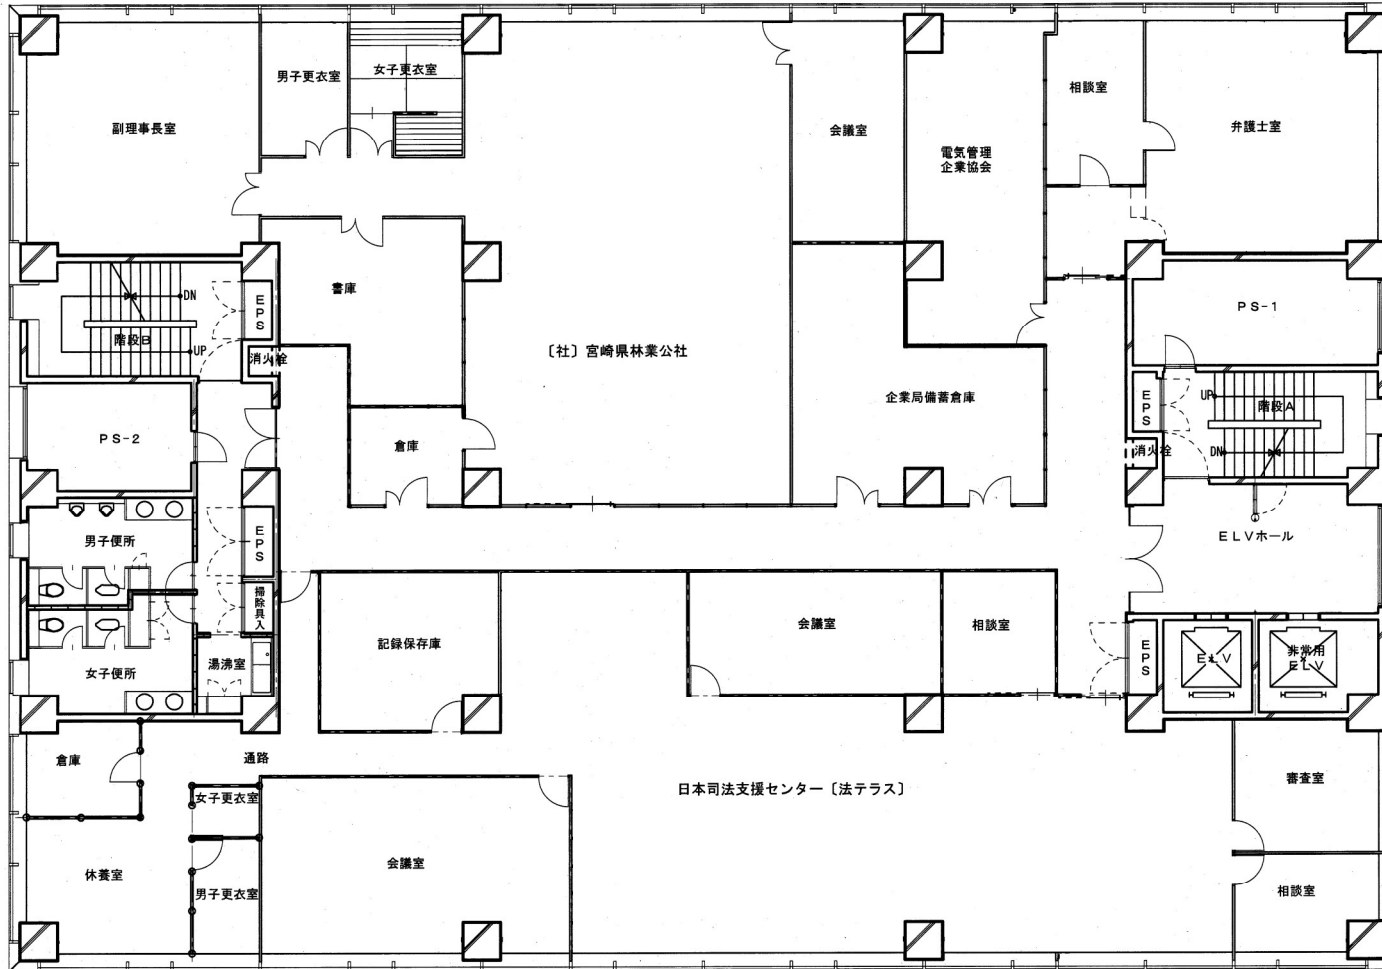 男子更衣室
女子更衣室
副理事長室
会議室
電気管理
企業協会
相談室
弁護士室
書庫
DN
階段B
UP
EPS
消火栓
〔社〕宮崎県林業公社
企業局備蓄倉庫
PS-1
EPS
UP
階段A
DN
消火栓
PS-2
倉庫
男子便所
EPS
掃除具入
ELVホール
女子便所
湯沸室
記録保存庫
会議室
相談室
EPS
ELV
非常用
ELV
倉庫
通路
女子更衣室
日本司法支援センター〔法テラス〕
審査室
休養室
男子更衣室
会議室
相談室